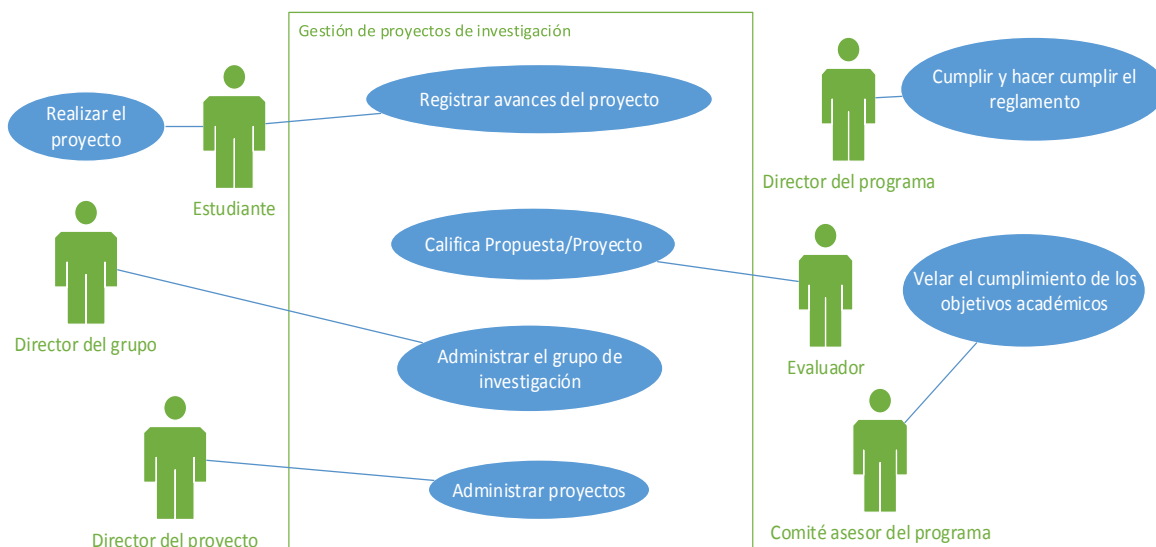 Gestión de proyectos de investigación
Realizar el
proyecto
Registrar avances del proyecto
Cumplir y hacer cumplir el
reglamento
Estudiante
Director del programa
Califica Propuesta/Proyecto
Velar el cumplimiento de los
objetivos académicos
Director del grupo
Administrar el grupo de
investigación
Evaluador
Administrar proyectos
Director del proyecto
Comité asesor del programa